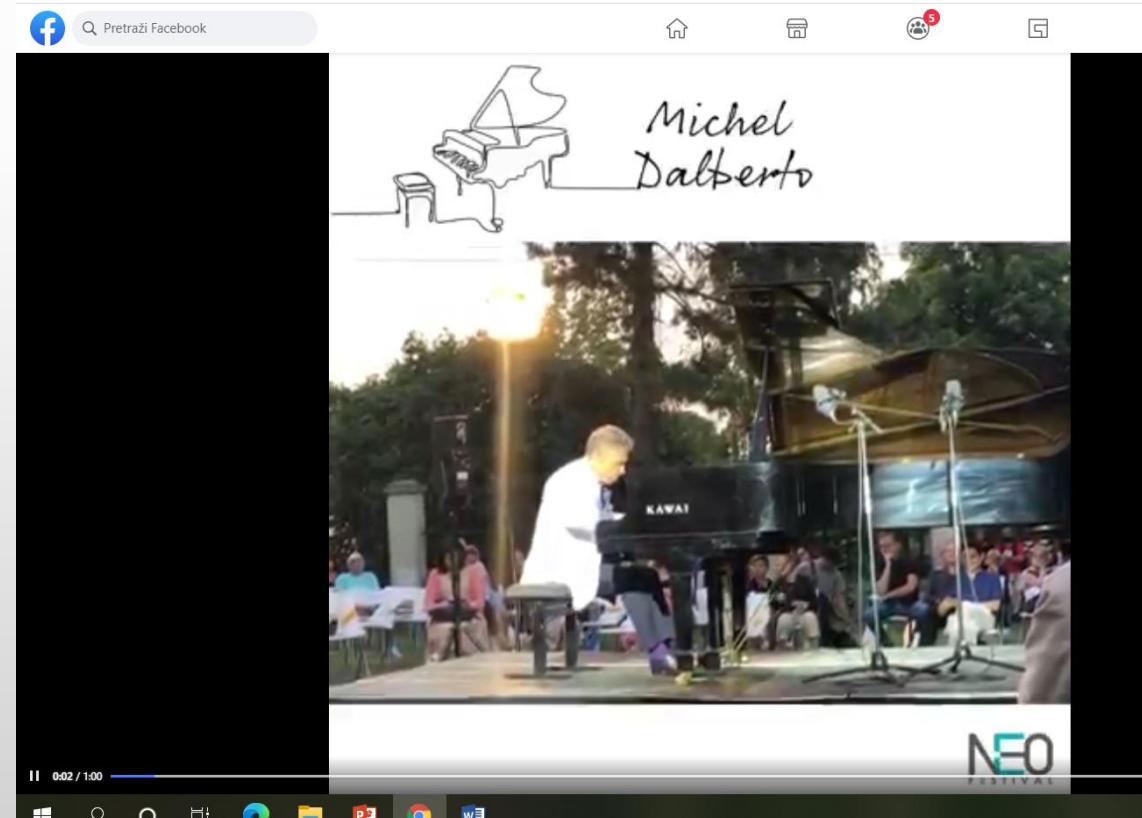 Pretraži Facebook
5
Michel
Dalberto
KAWAI
NEO
FESTIVAL
0:02 / 1:00